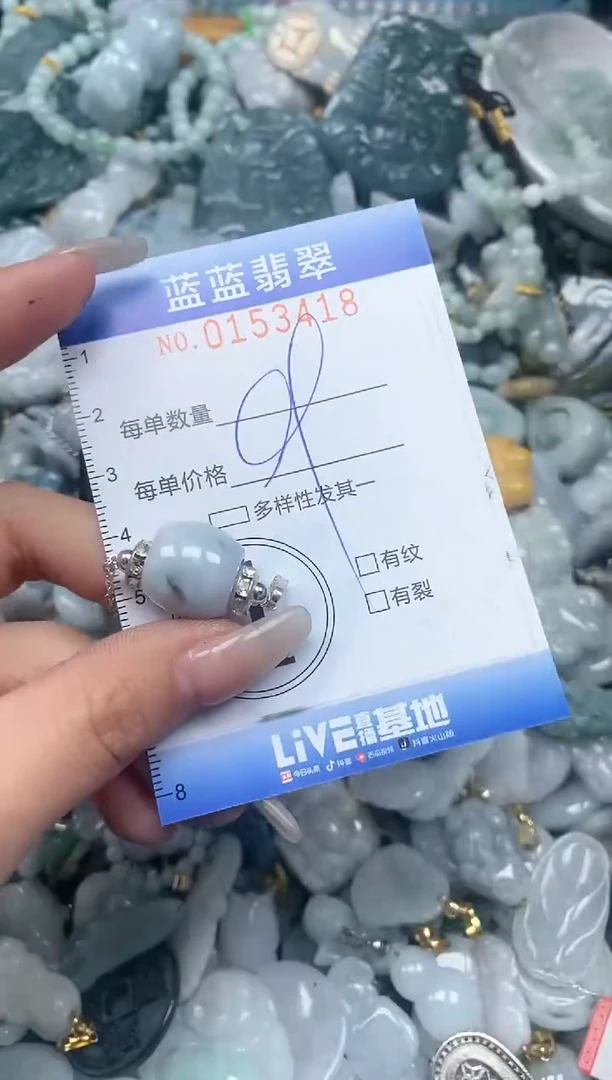 蓝蓝翡翠
NO.0153418
1
2
每单数量
3
每单价格
多样性发其一
4
有纹
5
有裂
LiVE直播基地
今日头条 抖音 西瓜视频 抖音火山版
8